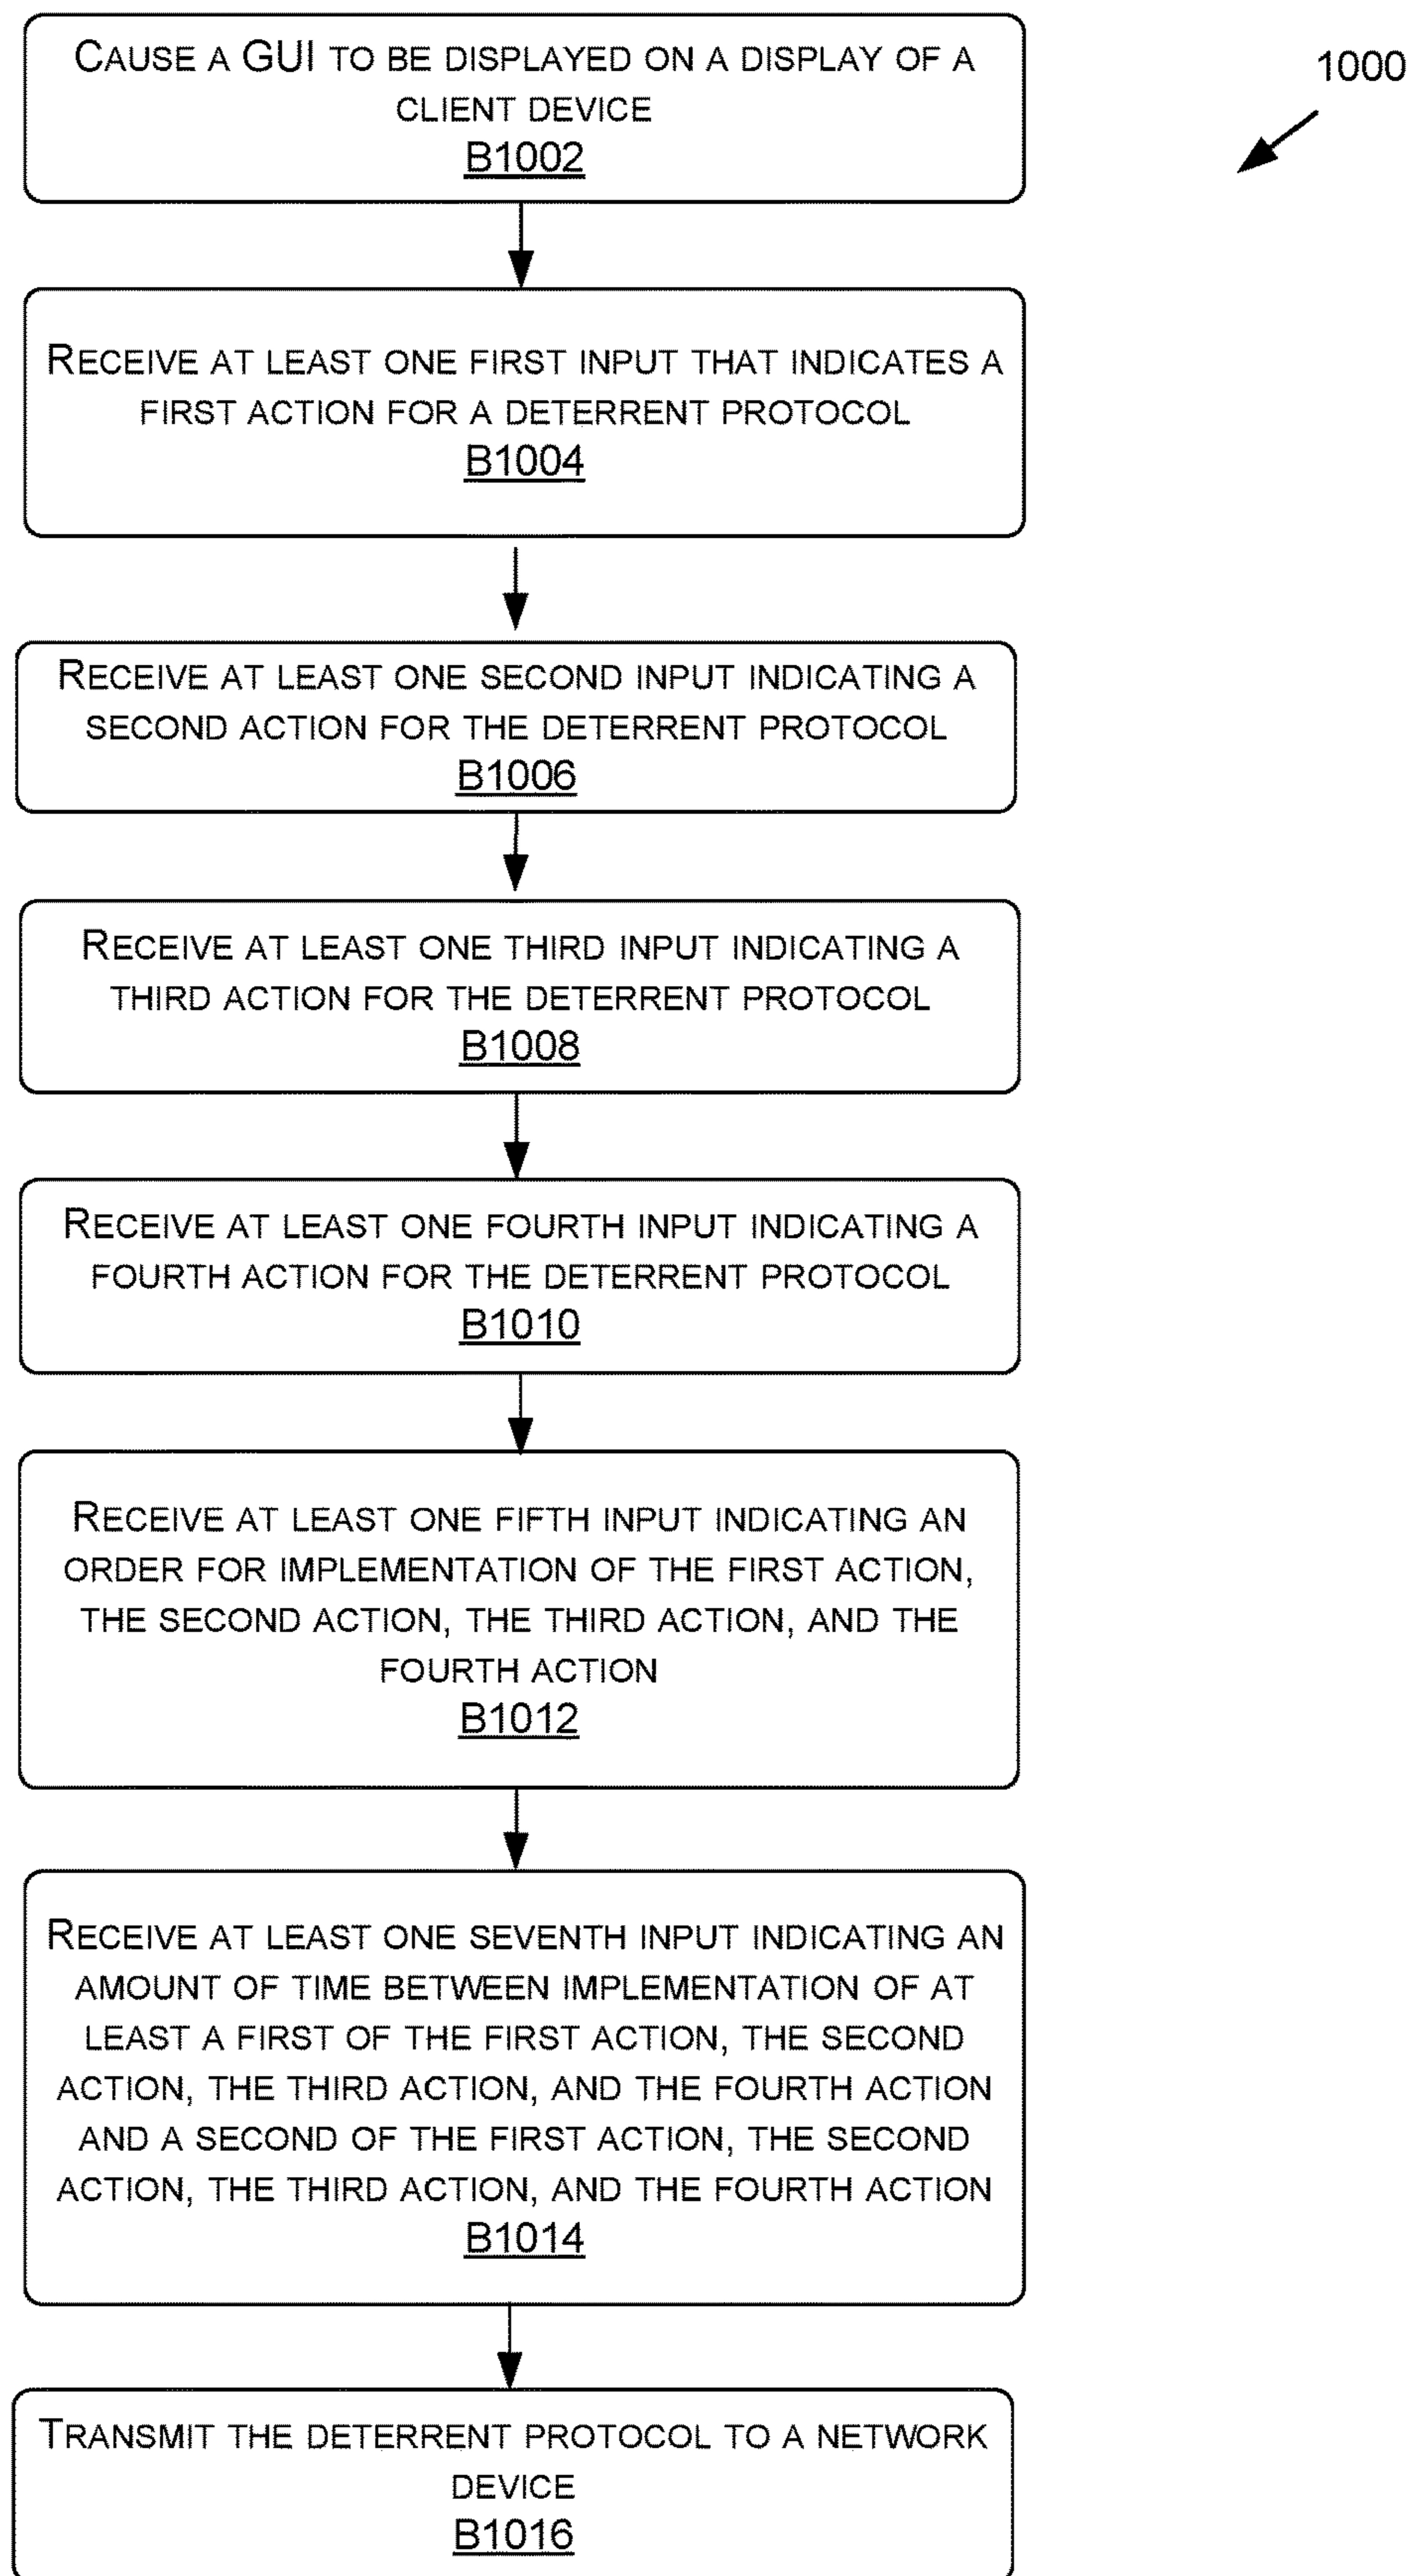 CAUSE A GUI TO BE DISPLAYED ON A DISPLAY OF A
CLIENT DEVICE
B1002
1000
RECEIVE AT LEAST ONE FIRST INPUT THAT INDICATES A
FIRST ACTION FOR A DETERRENT PROTOCOL
B1004
RECEIVE AT LEAST ONE SECOND INPUT INDICATING A
SECOND ACTION FOR THE DETERRENT PROTOCOL
B1006
RECEIVE AT LEAST ONE THIRD INPUT INDICATING A
THIRD ACTION FOR THE DETERRENT PROTOCOL
B1008
RECEIVE AT LEAST ONE FOURTH INPUT INDICATING A
FOURTH ACTION FOR THE DETERRENT PROTOCOL
B1010
RECEIVE AT LEAST ONE FIFTH INPUT INDICATING AN
ORDER FOR IMPLEMENTATION OF THE FIRST ACTION,
THE SECOND ACTION, THE THIRD ACTION, AND THE
FOURTH ACTION
B1012
RECEIVE AT LEAST ONE SEVENTH INPUT INDICATING AN
AMOUNT OF TIME BETWEEN IMPLEMENTATION OF AT
LEAST A FIRST OF THE FIRST ACTION, THE SECOND
ACTION, THE THIRD ACTION, AND THE FOURTH ACTION
AND A SECOND OF THE FIRST ACTION, THE SECOND
ACTION, THE THIRD ACTION, AND THE FOURTH ACTION
B1014
TRANSMIT THE DETERRENT PROTOCOL TO A NETWORK
DEVICE
B1016